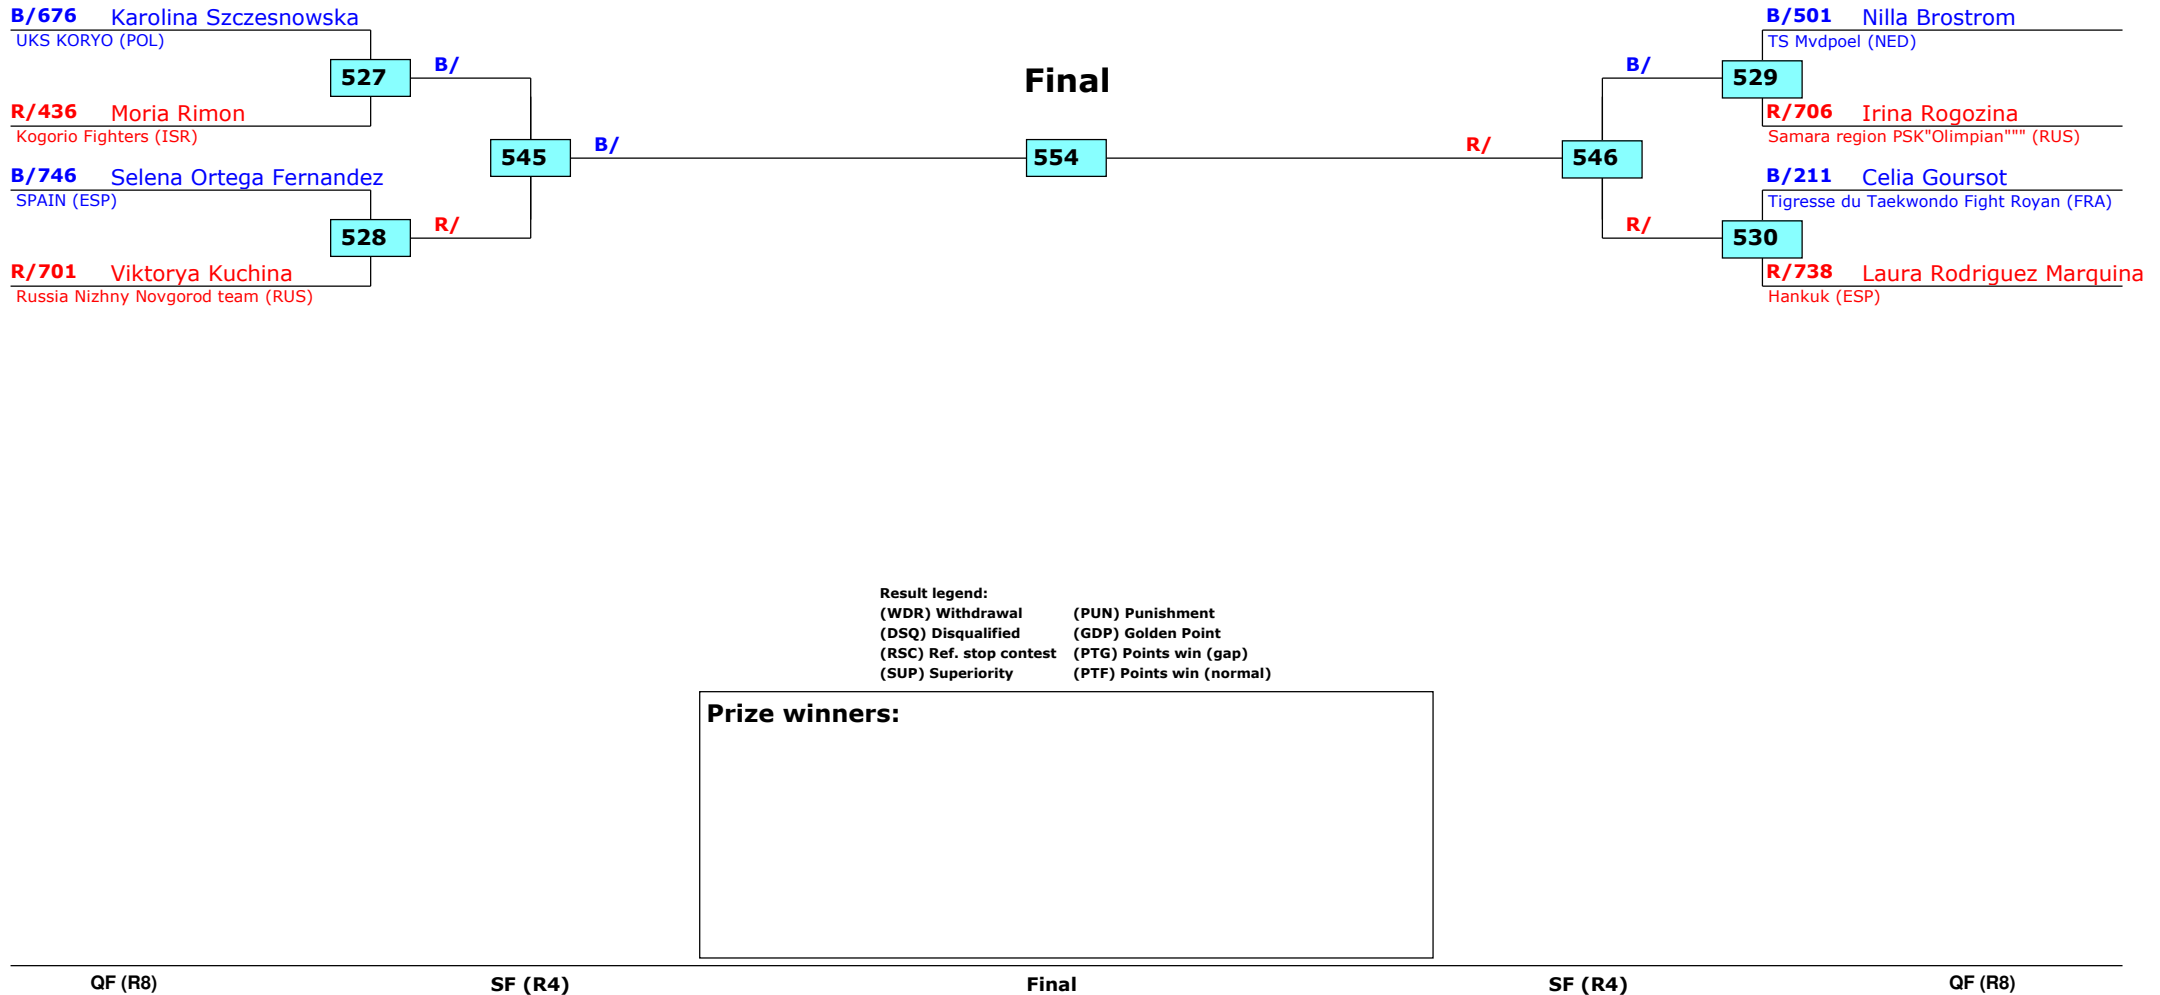 B/676 Karolina Szczesnowska
UKS KORYO (POL)
527
B/
R/436 Moria Rimon
Kogorio Fighters (ISR)
545
B/
B/746 Selena Ortega Fernandez
SPAIN (ESP)
528
R/
R/701 Viktorya Kuchina
Russia Nizhny Novgorod team (RUS)
Final
554
B/501 Nilla Brostrom
TS Mvdpoel (NED)
B/
529
R/706 Irina Rogozina
Samara region PSK"Olimpian""" (RUS)
R/
546
B/211 Celia Goursot
Tigresse du Taekwondo Fight Royan (FRA)
R/
530
R/738 Laura Rodriguez Marquina
Hankuk (ESP)
Result legend:
(WDR) Withdrawal (PUN) Punishment
(DSQ) Disqualified (GDP) Golden Point
(RSC) Ref. stop contest (PTG) Points win (gap)
(SUP) Superiority (PTF) Points win (normal)
Prize winners:
QF (R8) SF (R4) Final SF (R4) QF (R8)